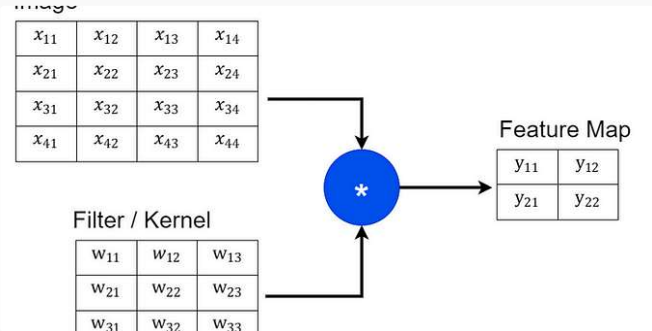 Image
x11 x12 x13 x14
x21 x22 x23 x24
x31 x32 x33 x34
x41 x42 x43 x44
*
Feature Map
y11 y12
y21 y22
Filter / Kernel
w11 w12 w13
w21 w22 w23
w31 w32 w33